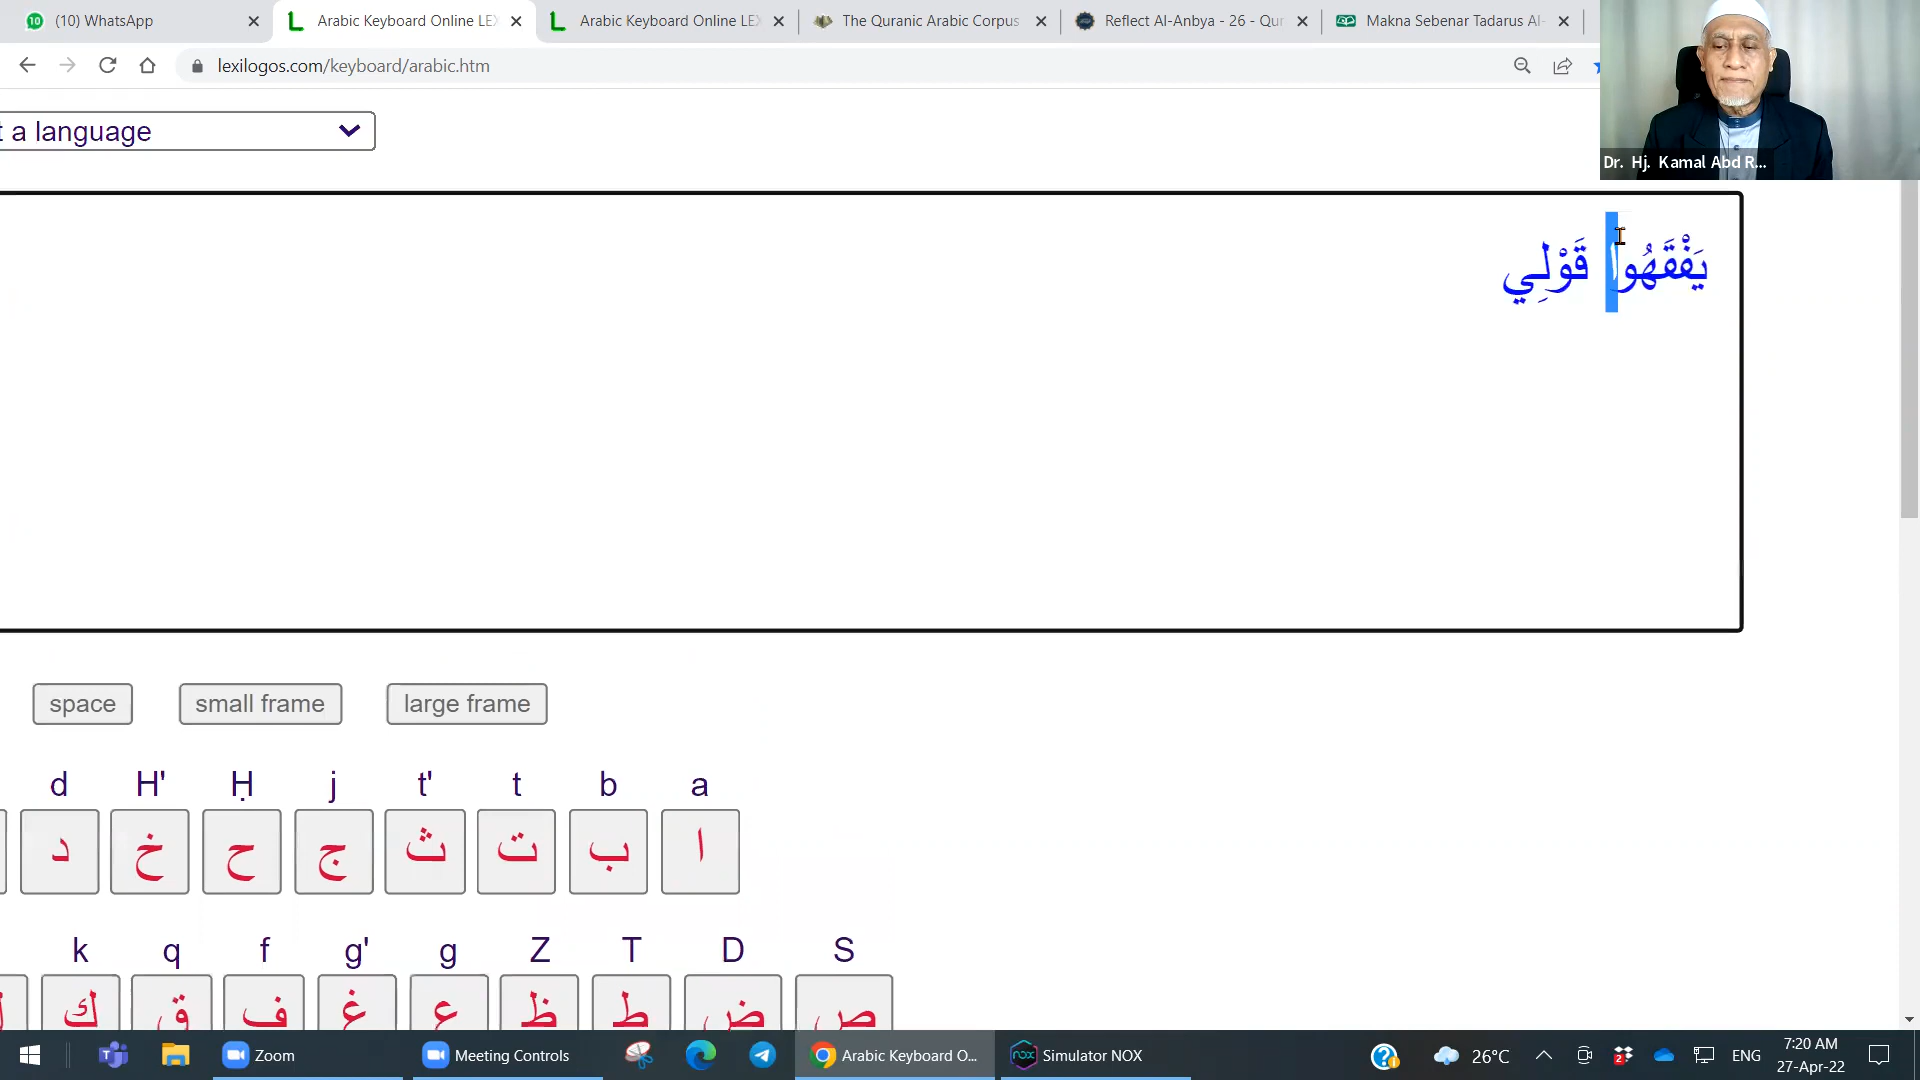 (10) WhatsApp
Arabic Keyboard Online LEX
Arabic Keyboard Online LEX
The Quranic Arabic Corpus
Reflect Al-Anbya - 26 - Qur
Makna Sebenar Tadarus Al-
lexilogos.com/keyboard/arabic.htm
t a language
Dr. Hj. Kamal Abd R...
يَفْقَهُوا قَوْلِي
space
small frame
large frame
d H' Ḥ j t' t b a
د خ ح ج ث ت ب ا
k q f g' g Z T D S
ك ق ف غ ع ظ ط ض ص
Zoom
Meeting Controls
Arabic Keyboard O...
Simulator NOX
26°C
ENG
7:20 AM
27-Apr-22